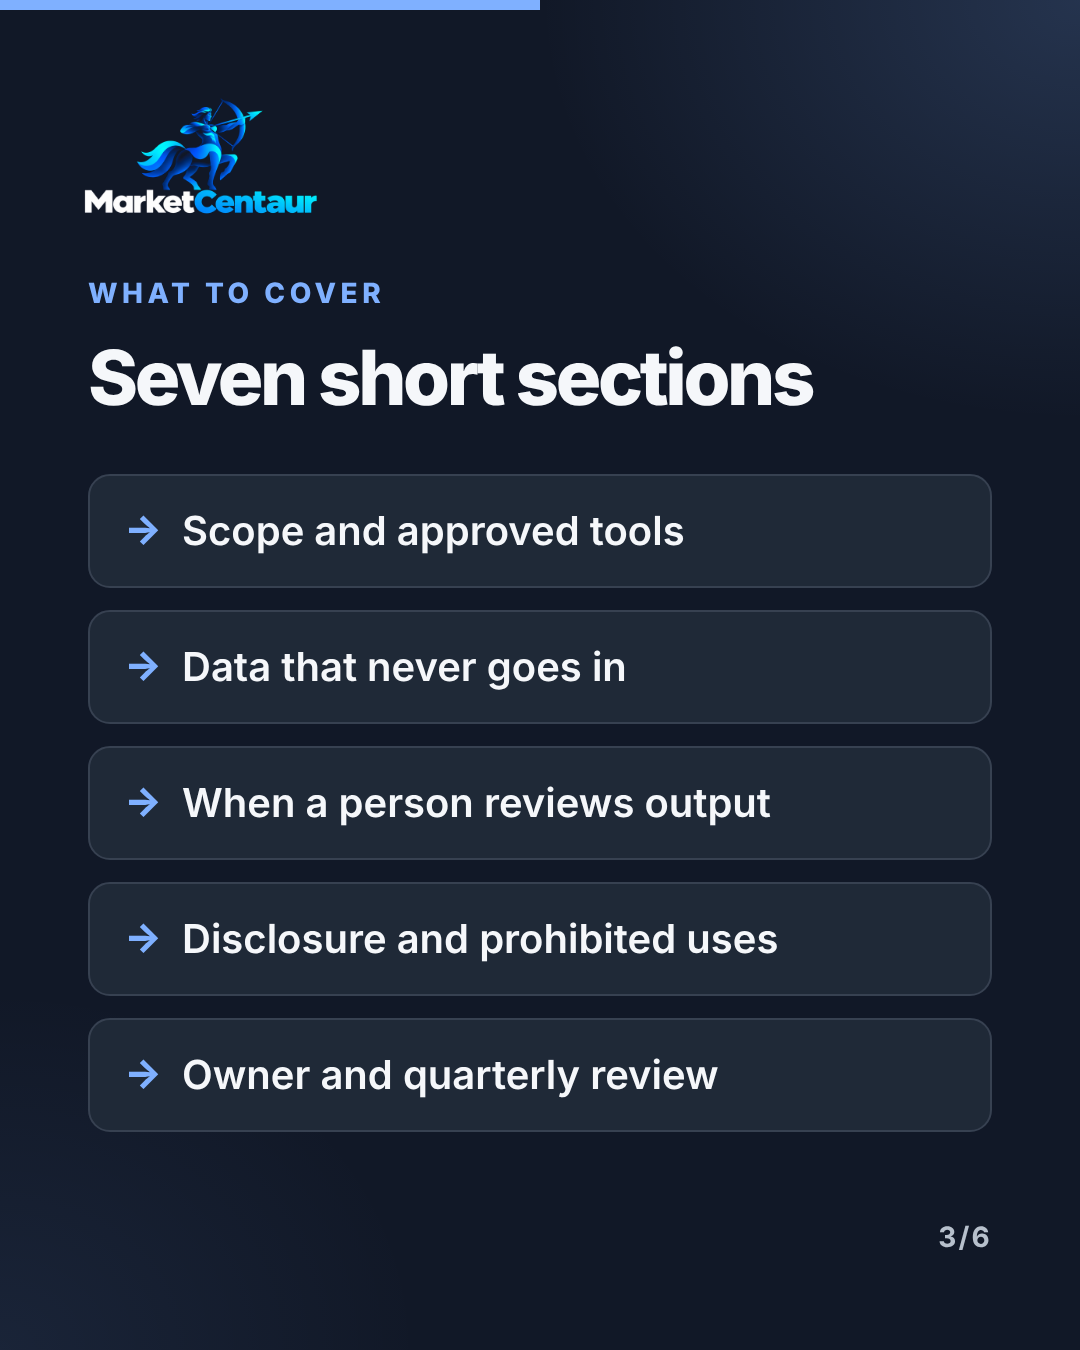 MarketCentaur
WHAT TO COVER
Seven short sections
→ Scope and approved tools
→ Data that never goes in
→ When a person reviews output
→ Disclosure and prohibited uses
→ Owner and quarterly review
3/6